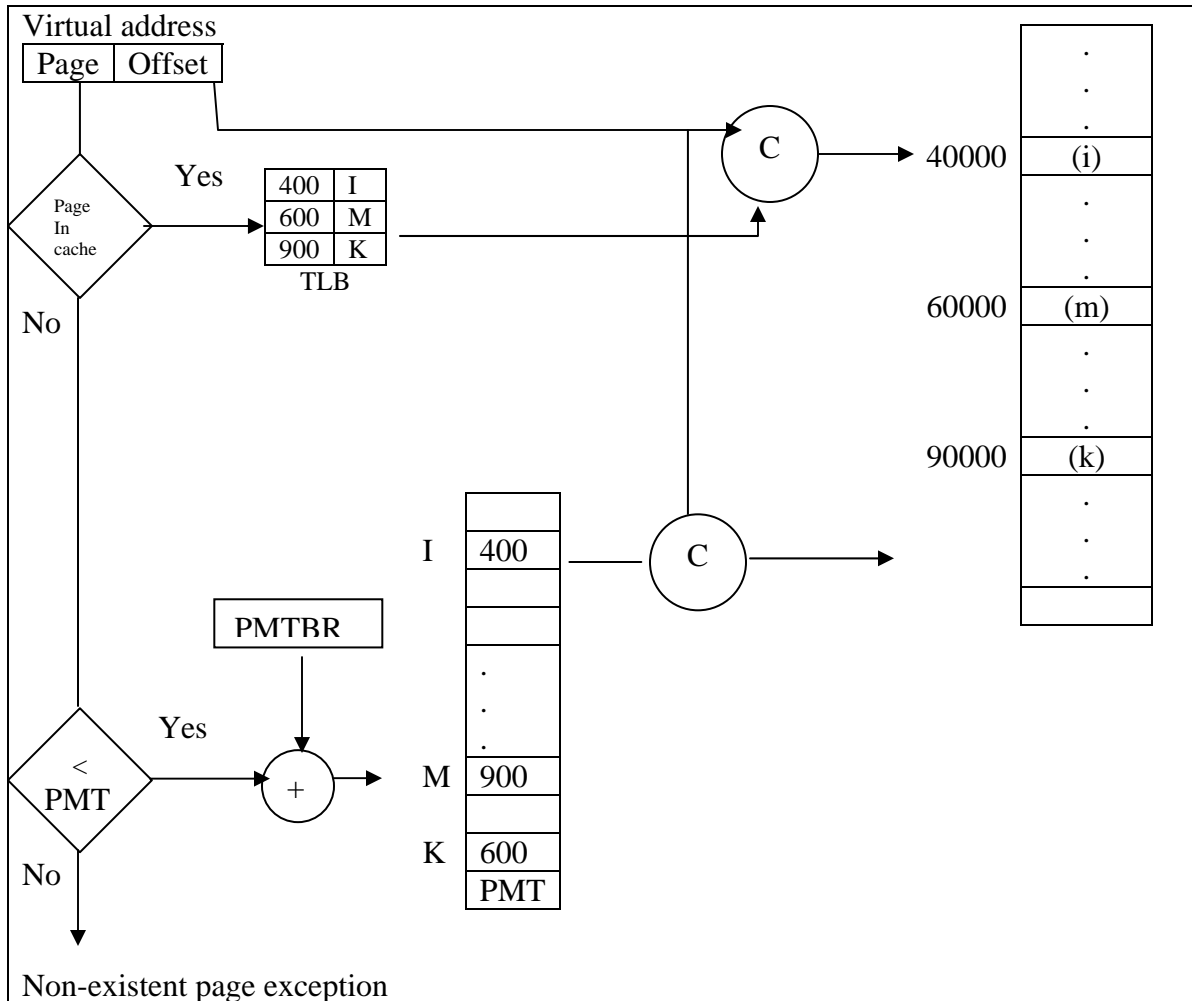 Virtual address
Page Offset
C
40000 (i)
Yes
Page
In
cache
400 I
600 M
900 K
TLB
No
60000 (m)
90000 (k)
I 400
C
PMTBR
Yes
<
PMT
+
M 900
K 600
PMT
No
Non-existent page exception